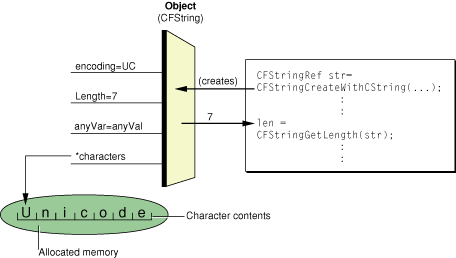 Object
(CFString)
encoding=UC
Length=7
anyVar=anyVal
*characters
(creates)
7
CFStringRef str=
CFStringCreateWithCString(...);
:
:
len =
CFStringGetLength(str);
:
:
U n i c o d e
Character contents
Allocated memory